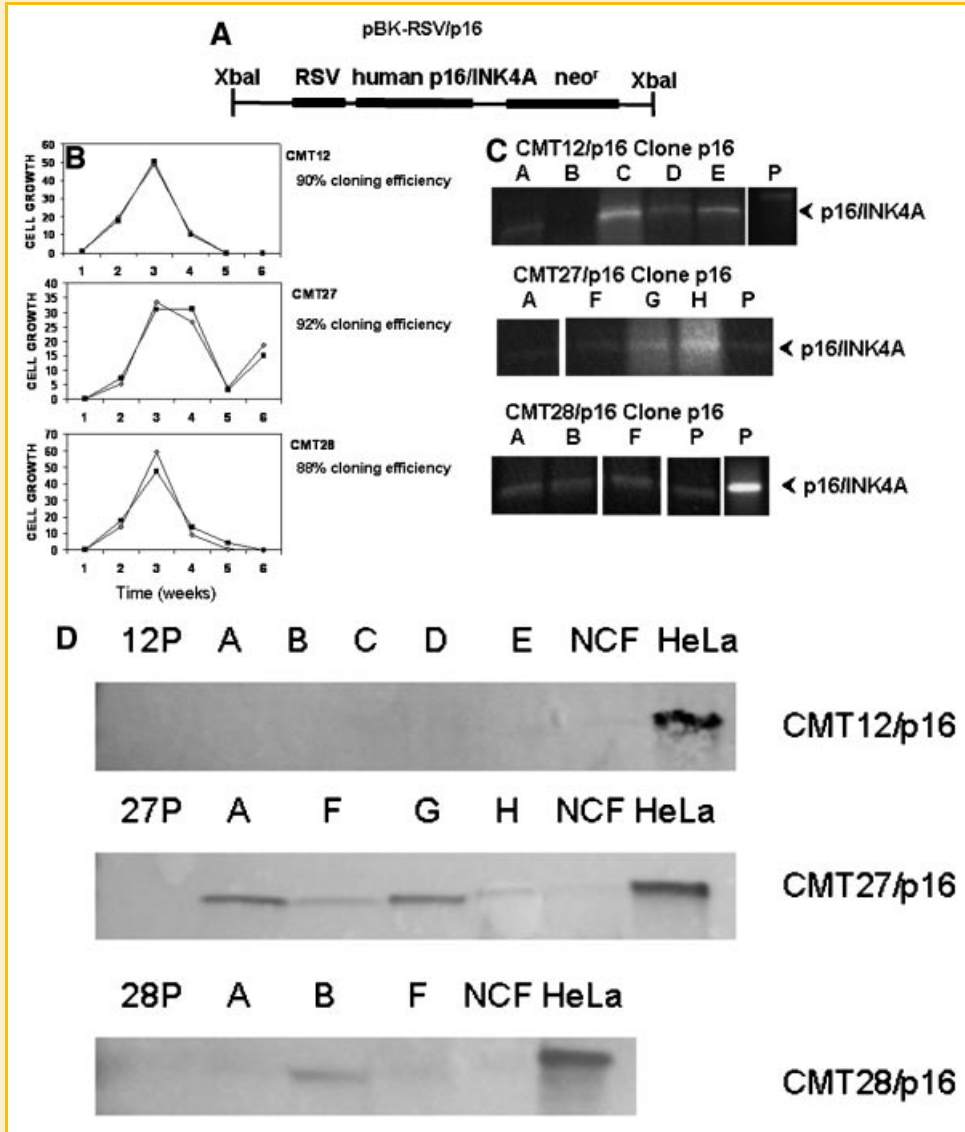 A
pBK-RSV/p16
XbaI RSV human p16/INK4A neoʳ XbaI
B
CELL GROWTH
60
50
40
30
20
10
0
1 2 3 4 5 6
CMT12
90% cloning efficiency
CELL GROWTH
40
35
30
25
20
15
10
5
0
1 2 3 4 5 6
CMT27
92% cloning efficiency
CELL GROWTH
70
60
50
40
30
20
10
0
1 2 3 4 5 6
CMT28
88% cloning efficiency
Time (weeks)
C
CMT12/p16 Clone p16
A B C D E P
p16/INK4A
CMT27/p16 Clone p16
A F G H P
p16/INK4A
CMT28/p16 Clone p16
A B F P P
p16/INK4A
D
12P A B C D E NCF HeLa
CMT12/p16
27P A F G H NCF HeLa
CMT27/p16
28P A B F NCF HeLa
CMT28/p16